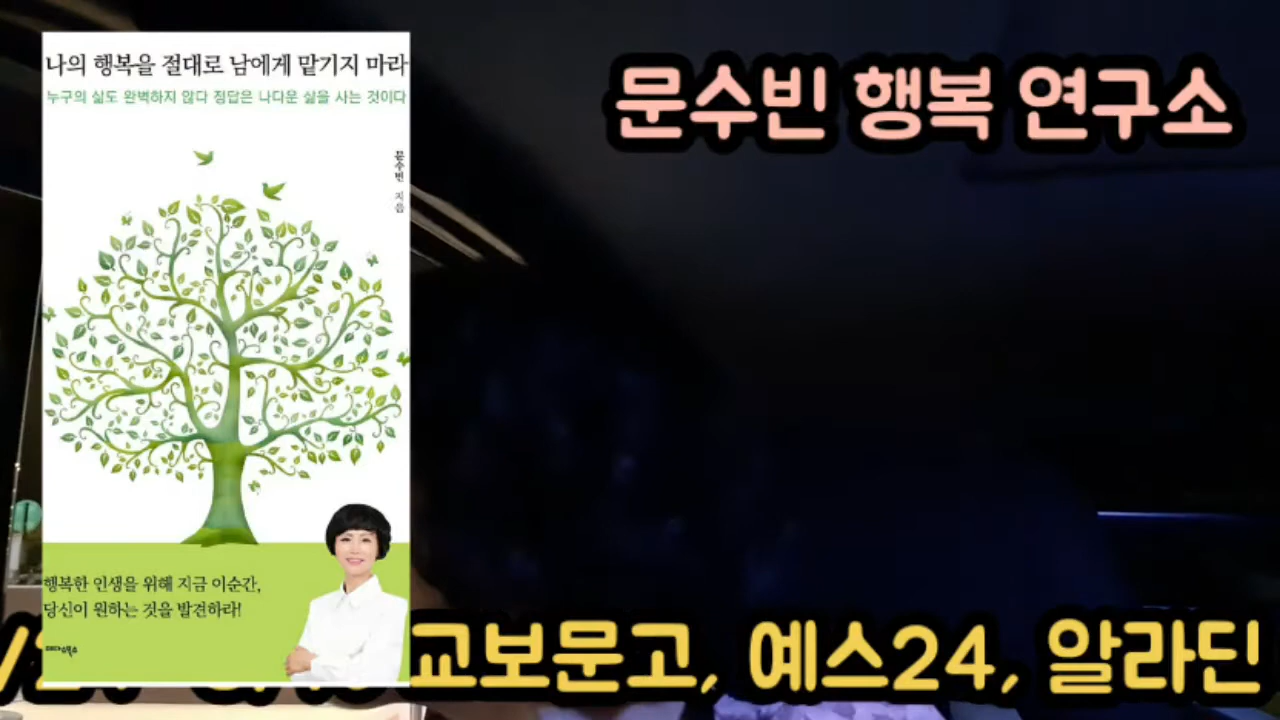 나의 행복을 절대로 남에게 맡기지 마라
누구의 삶도 완벽하지 않다 정답은 나다운 삶을 사는 것이다
문수빈 지음
행복한 인생을 위해 지금 이순간,
당신이 원하는 것을 발견하라!
문수빈 행복 연구소
교보문고, 예스24, 알라딘